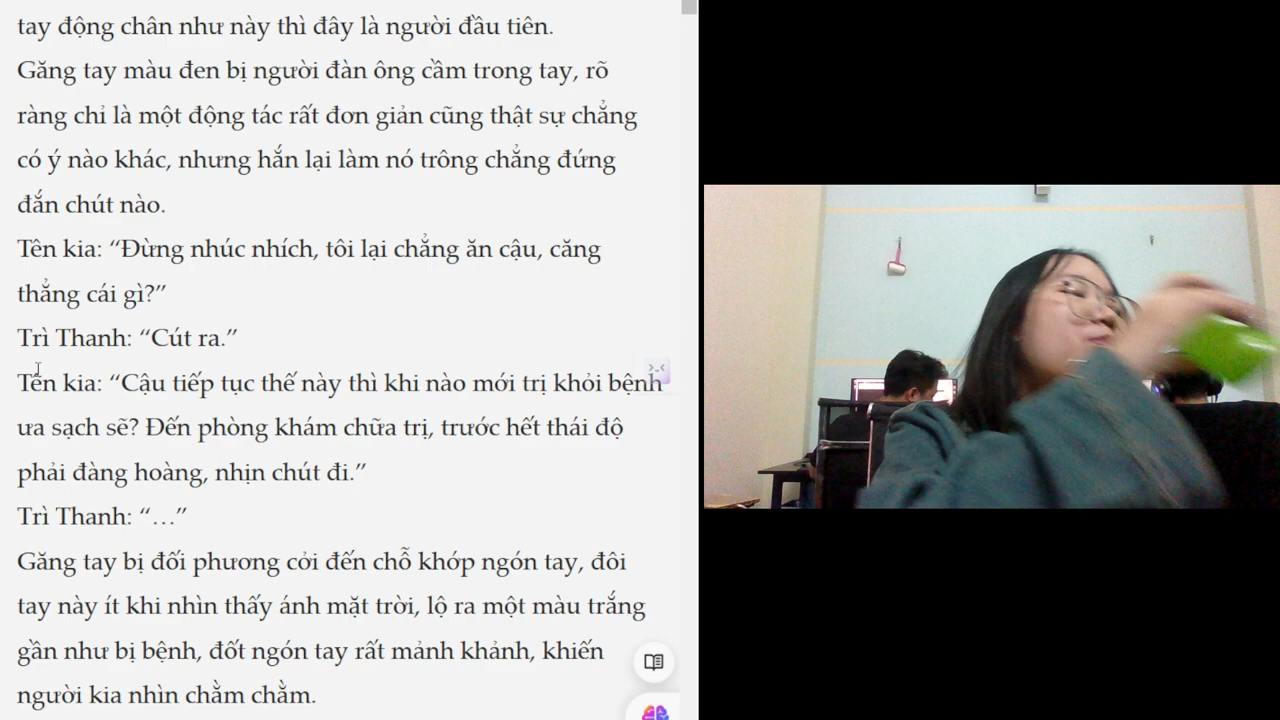 tay động chân như này thì đây là người đầu tiên.
Găng tay màu đen bị người đàn ông cầm trong tay, rõ
ràng chỉ là một động tác rất đơn giản cũng thật sự chẳng
có ý nào khác, nhưng hắn lại làm nó trông chẳng đứng
đắn chút nào.
Tên kia: “Đừng nhúc nhích, tôi lại chẳng ăn cậu, căng
thẳng cái gì?”
Trì Thanh: “Cút ra.”
Tên kia: “Cậu tiếp tục thế này thì khi nào mới trị khỏi bệnh
ưa sạch sẽ? Đến phòng khám chữa trị, trước hết thái độ
phải đàng hoàng, nhịn chút đi.”
Trì Thanh: “…”
Găng tay bị đối phương cởi đến chỗ khớp ngón tay, đôi
tay này ít khi nhìn thấy ánh mặt trời, lộ ra một màu trắng
gần như bị bệnh, đốt ngón tay rất mảnh khảnh, khiến
người kia nhìn chằm chằm.